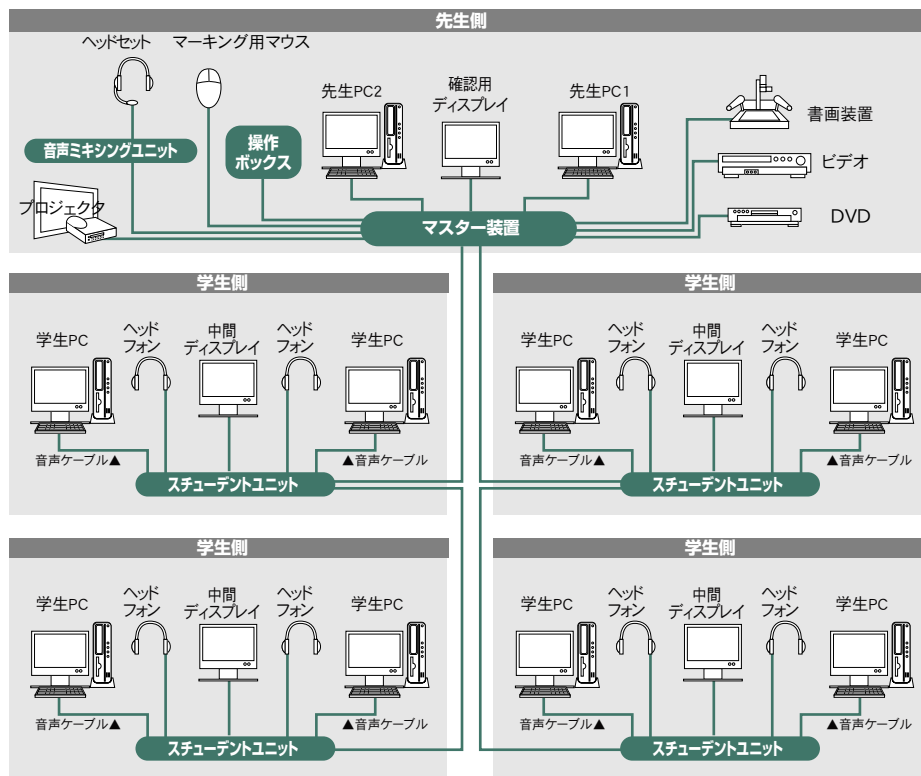 先生側
ヘッドセット
マーキング用マウス
先生PC2
確認用
ディスプレイ
先生PC1
書画装置
音声ミキシングユニット
操作
ボックス
ビデオ
プロジェクタ
マスター装置
DVD
学生側
学生PC
ヘッド
フォン
中間
ディスプレイ
ヘッド
フォン
学生PC
音声ケーブル▲
▲音声ケーブル
スチューデントユニット
学生側
学生PC
ヘッド
フォン
中間
ディスプレイ
ヘッド
フォン
学生PC
音声ケーブル▲
▲音声ケーブル
スチューデントユニット
学生側
学生PC
ヘッド
フォン
中間
ディスプレイ
ヘッド
フォン
学生PC
音声ケーブル▲
▲音声ケーブル
スチューデントユニット
学生側
学生PC
ヘッド
フォン
中間
ディスプレイ
ヘッド
フォン
学生PC
音声ケーブル▲
▲音声ケーブル
スチューデントユニット